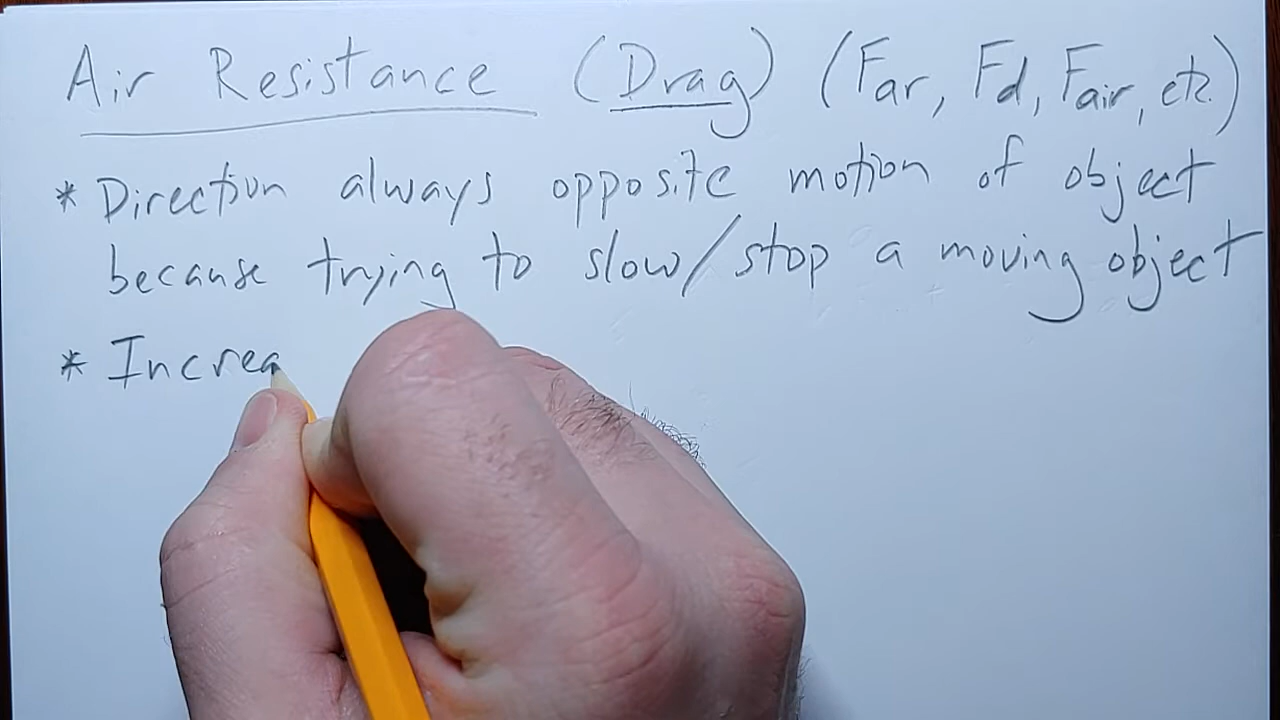 Air Resistance (Drag) (Far, Fd, Fair, etc.)
* Direction always opposite motion of object
because trying to slow/stop a moving object
* Increa